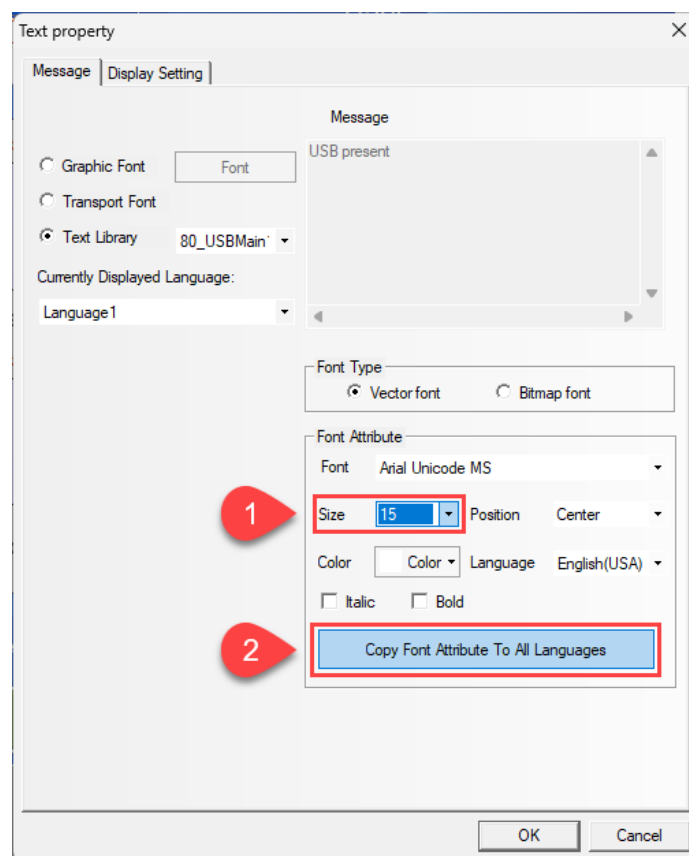 Text property
Message
Display Setting
Message
USB present
Graphic Font
Font
Transport Font
Text Library
80_USBMain1
Currently Displayed Language:
Language1
Font Type
Vector font
Bitmap font
Font Attribute
Font
Arial Unicode MS
1
Size
15
Position
Center
Color
Color
Language
English(USA)
Italic
Bold
2
Copy Font Attribute To All Languages
OK
Cancel